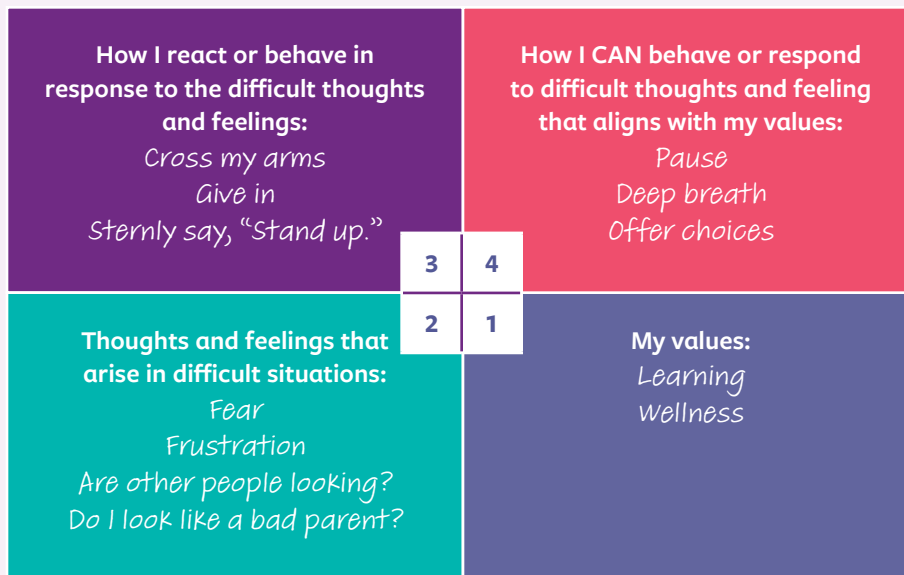 How I react or behave in
response to the difficult thoughts
and feelings:
Cross my arms
Give in
Sternly say, “Stand up.”
How I CAN behave or respond
to difficult thoughts and feeling
that aligns with my values:
Pause
Deep breath
Offer choices
3 4
2 1
Thoughts and feelings that
arise in difficult situations:
Fear
Frustration
Are other people looking?
Do I look like a bad parent?
My values:
Learning
Wellness